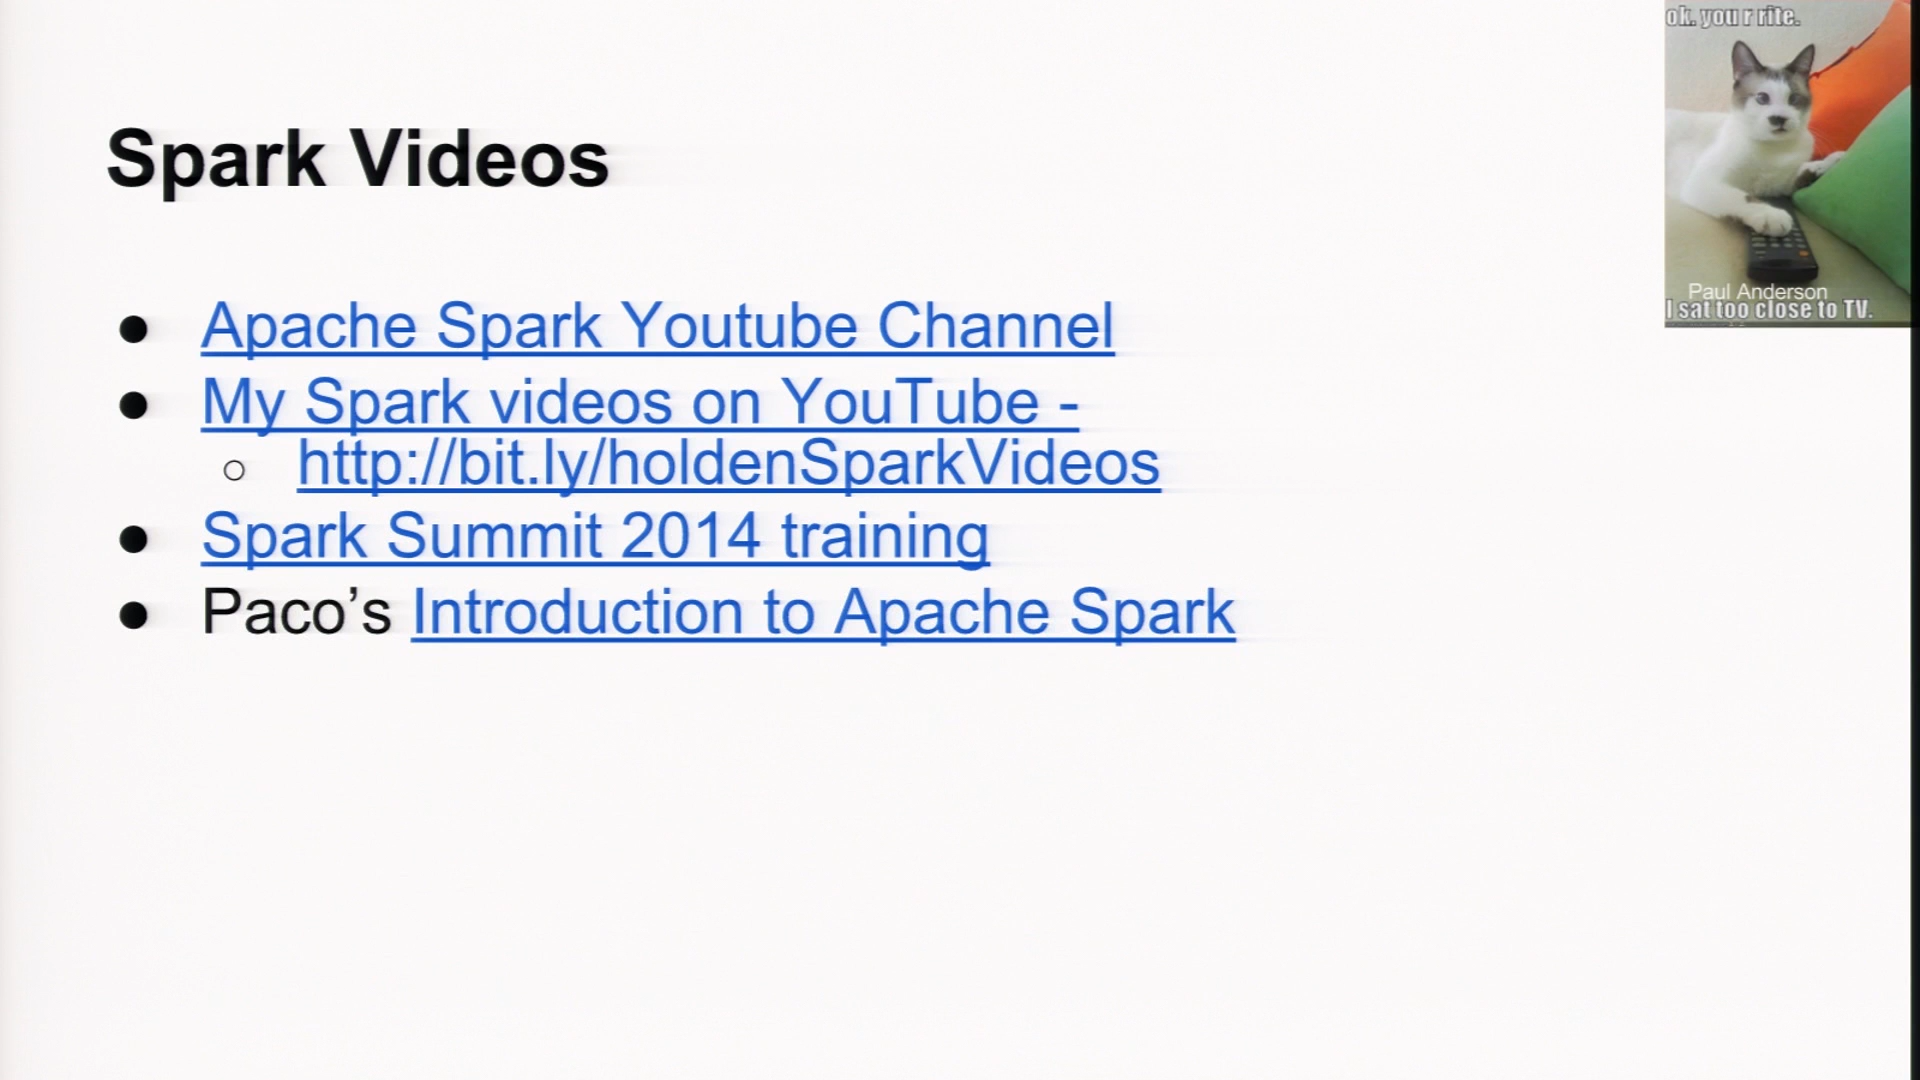 ok. you r rite.
Spark Videos
Apache Spark Youtube Channel
My Spark videos on YouTube -
http://bit.ly/holdenSparkVideos
Spark Summit 2014 training
Paco’s Introduction to Apache Spark
Paul Anderson
I sat too close to TV.